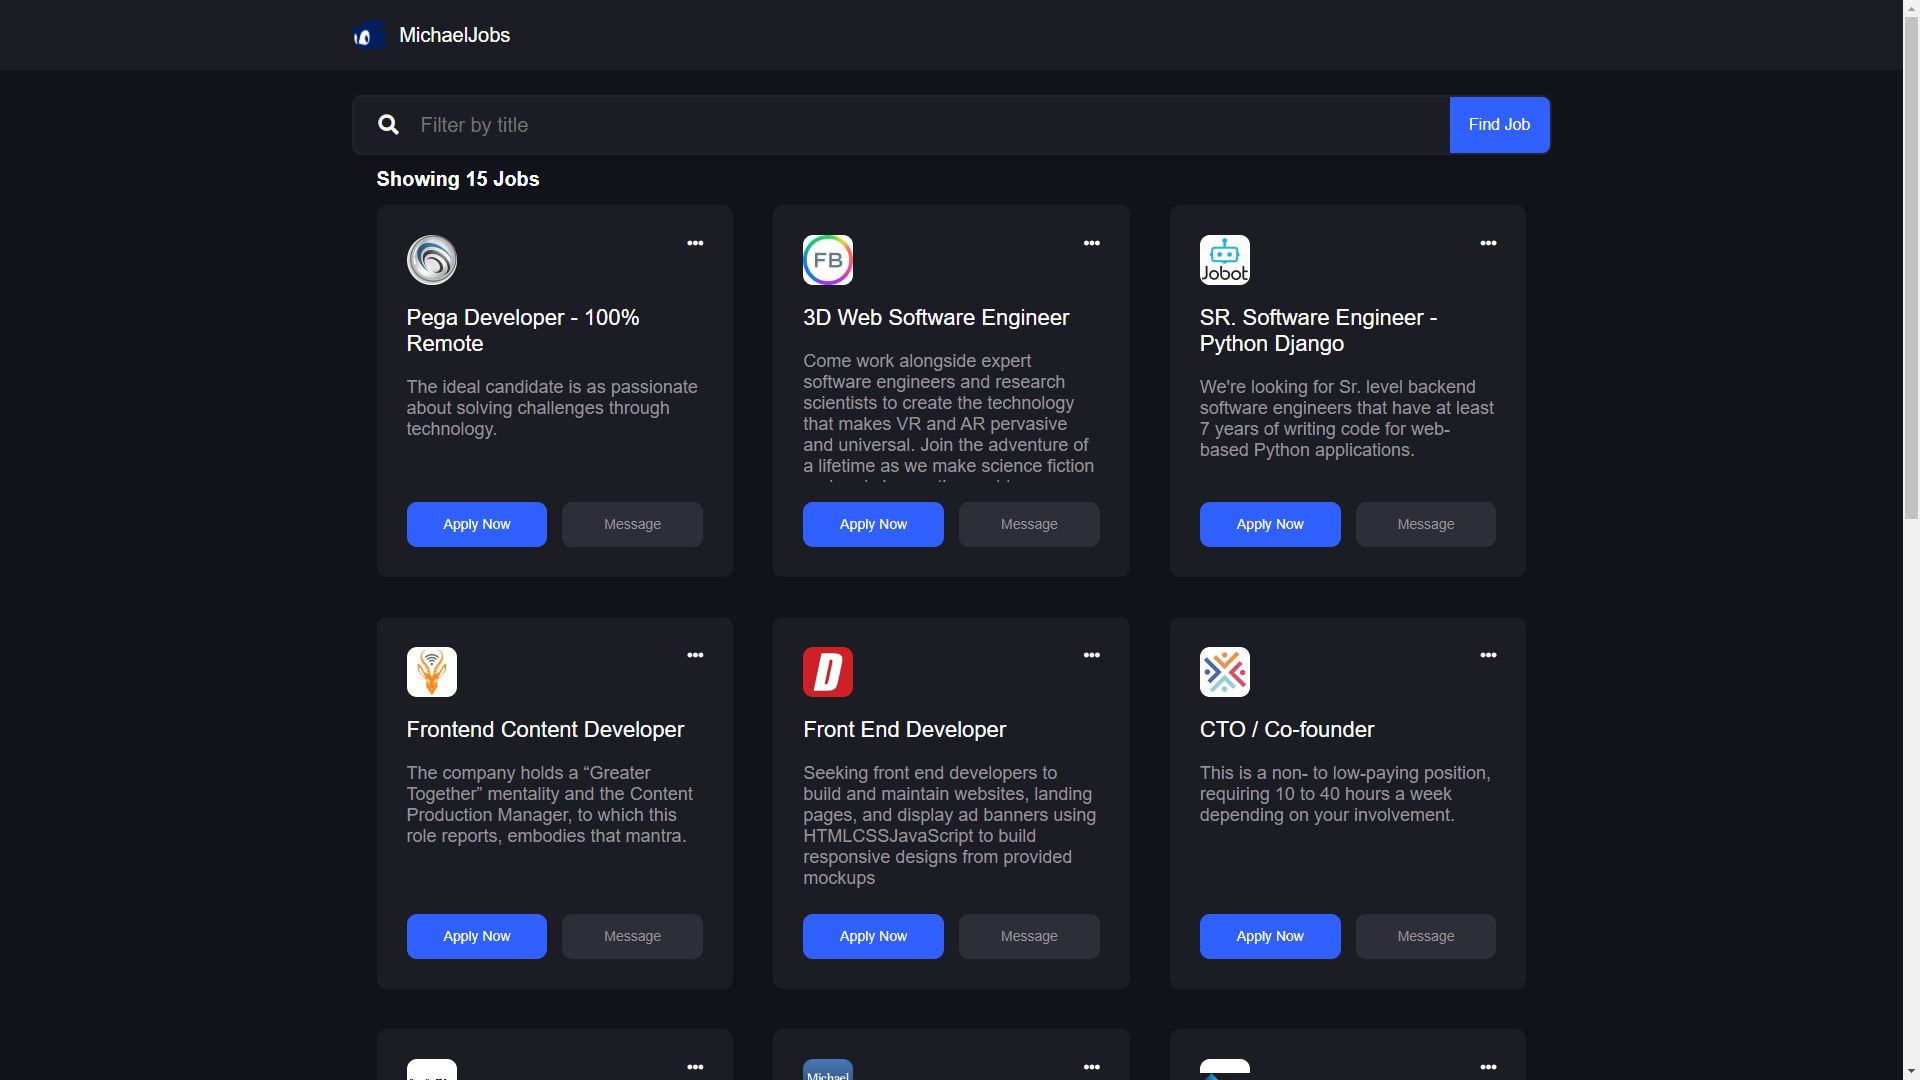 MichaelJobs
Filter by title
Find Job
Showing 15 Jobs
FB
Jobot
Pega Developer - 100%
Remote
The ideal candidate is as passionate
about solving challenges through
technology.
Apply Now
Message
3D Web Software Engineer
Come work alongside expert
software engineers and research
scientists to create the technology
that makes VR and AR pervasive
and universal. Join the adventure of
a lifetime as we make science fiction
Apply Now
Message
SR. Software Engineer -
Python Django
We're looking for Sr. level backend
software engineers that have at least
7 years of writing code for web-
based Python applications.
Apply Now
Message
D
Frontend Content Developer
The company holds a “Greater
Together” mentality and the Content
Production Manager, to which this
role reports, embodies that mantra.
Apply Now
Message
Front End Developer
Seeking front end developers to
build and maintain websites, landing
pages, and display ad banners using
HTMLCSSJavaScript to build
responsive designs from provided
mockups
Apply Now
Message
CTO / Co-founder
This is a non- to low-paying position,
requiring 10 to 40 hours a week
depending on your involvement.
Apply Now
Message
Michael